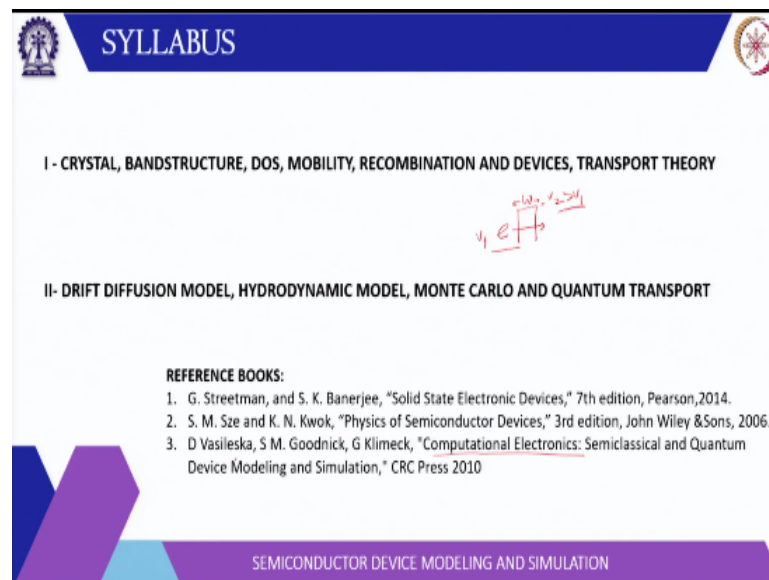 SYLLABUS
I - CRYSTAL, BANDSTRUCTURE, DOS, MOBILITY, RECOMBINATION AND DEVICES, TRANSPORT THEORY
w V₂>V₁
V₁ e
II- DRIFT DIFFUSION MODEL, HYDRODYNAMIC MODEL, MONTE CARLO AND QUANTUM TRANSPORT
REFERENCE BOOKS:
1. G. Streetman, and S. K. Banerjee, “Solid State Electronic Devices,” 7th edition, Pearson,2014.
2. S. M. Sze and K. N. Kwok, “Physics of Semiconductor Devices,” 3rd edition, John Wiley &Sons, 2006.
3. D Vasileska, S M. Goodnick, G Klimeck, "Computational Electronics: Semiclassical and Quantum
Device Modeling and Simulation," CRC Press 2010
SEMICONDUCTOR DEVICE MODELING AND SIMULATION